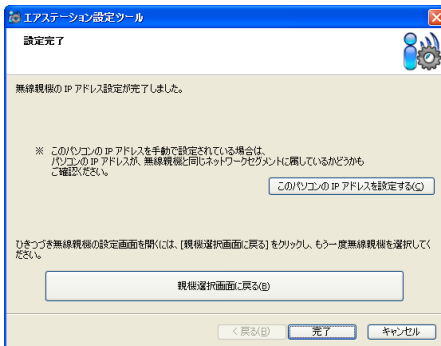 エアステーション設定ツール
設定完了
無線親機の IP アドレス設定が完了しました。
※ このパソコンの IP アドレスを手動で設定されている場合は、
パソコンの IP アドレスが、無線親機と同じネットワークセグメントに属しているかどうかも
ご確認ください。
このパソコンの IP アドレスを設定する(C)
ひきつづき無線親機の設定画面を開くには、[親機選択画面に戻る] をクリックし、もう一度無線親機を選択してく
ださい。
親機選択画面に戻る(B)
< 戻る(B)
完了
キャンセル